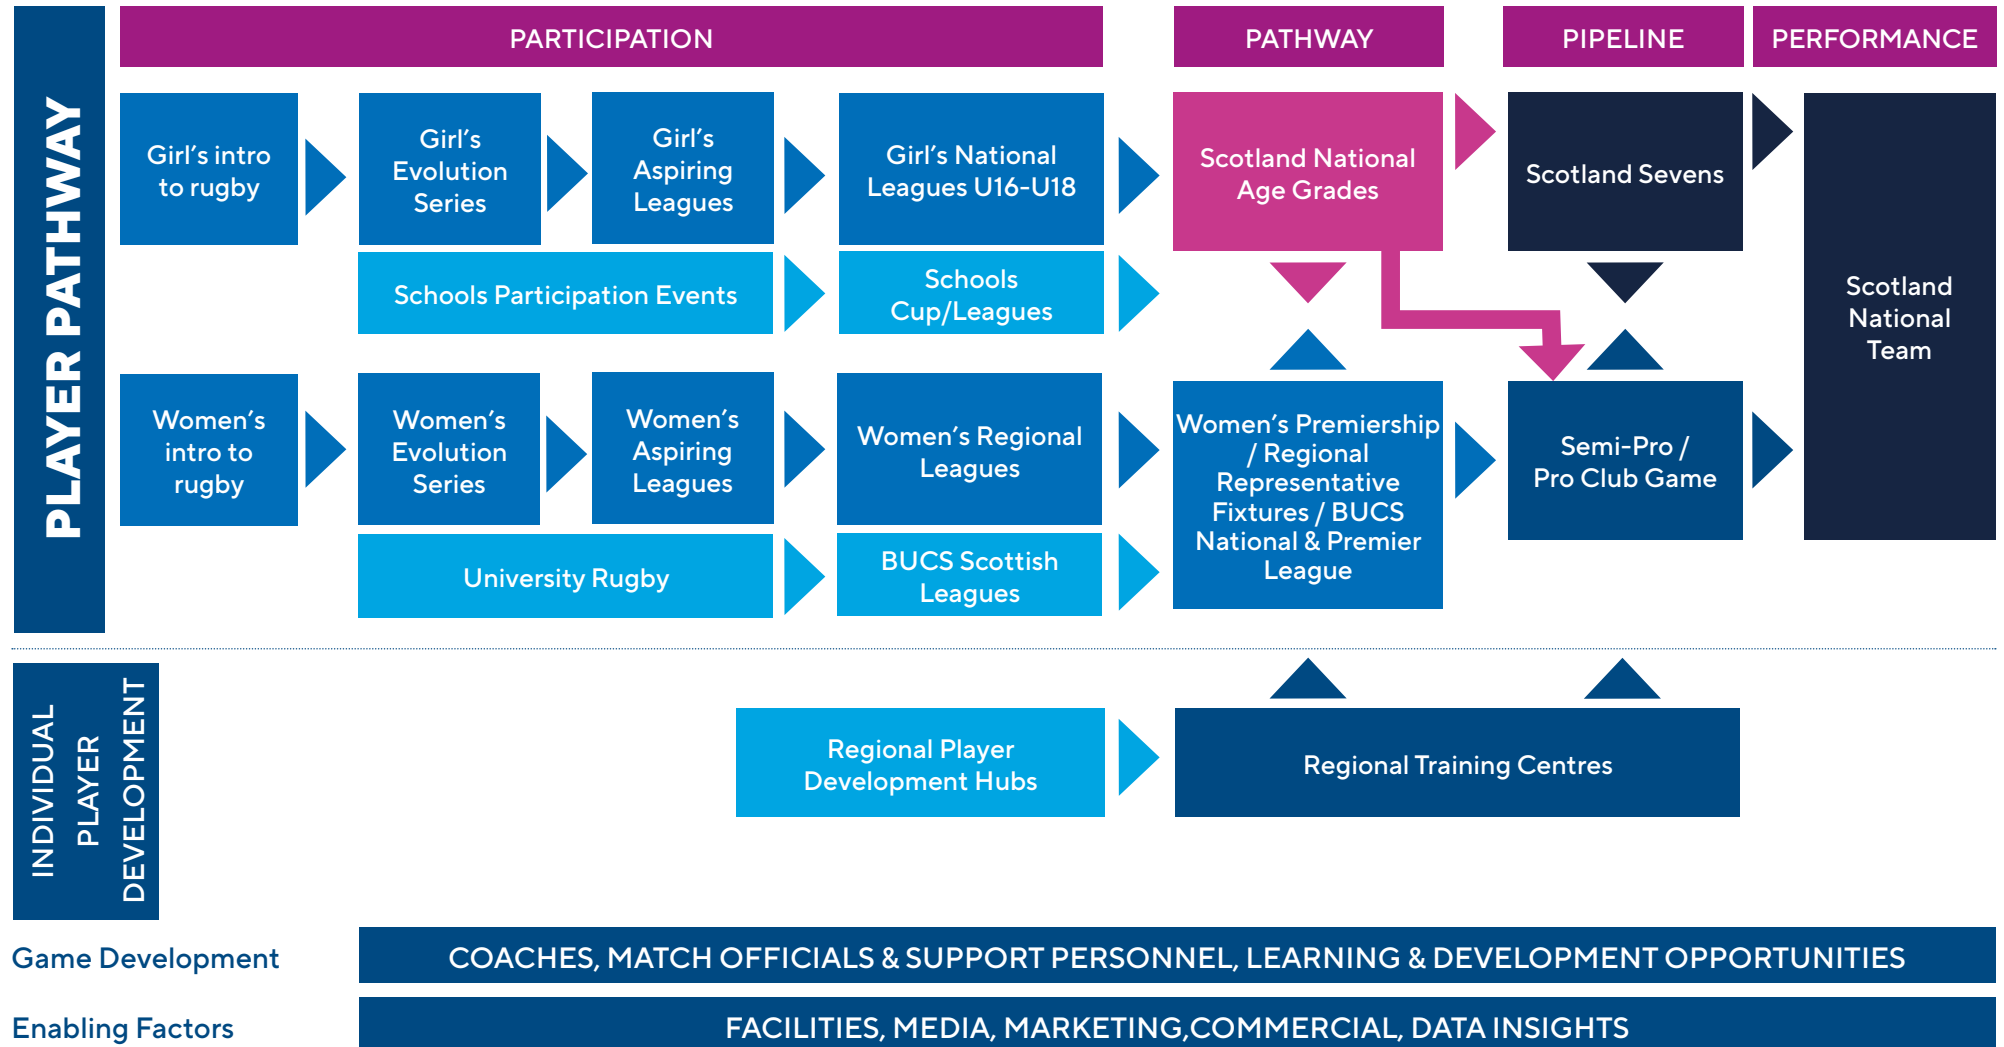 PLAYER PATHWAY
PARTICIPATION
PATHWAY
PIPELINE
PERFORMANCE
Girl's intro
to rugby
Girl's
Evolution
Series
Girl's
Aspiring
Leagues
Girl's National
Leagues U16-U18
Scotland National
Age Grades
Scotland Sevens
Scotland
National
Team
Schools Participation Events
Schools
Cup/Leagues
Women's
intro to
rugby
Women's
Evolution
Series
Women's
Aspiring
Leagues
Women's Regional
Leagues
Women's Premiership
/ Regional
Representative
Fixtures / BUCS
National & Premier
League
Semi-Pro /
Pro Club Game
University Rugby
BUCS Scottish
Leagues
INDIVIDUAL
PLAYER
DEVELOPMENT
Regional Player
Development Hubs
Regional Training Centres
Game Development
COACHES, MATCH OFFICIALS & SUPPORT PERSONNEL, LEARNING & DEVELOPMENT OPPORTUNITIES
Enabling Factors
FACILITIES, MEDIA, MARKETING,COMMERCIAL, DATA INSIGHTS